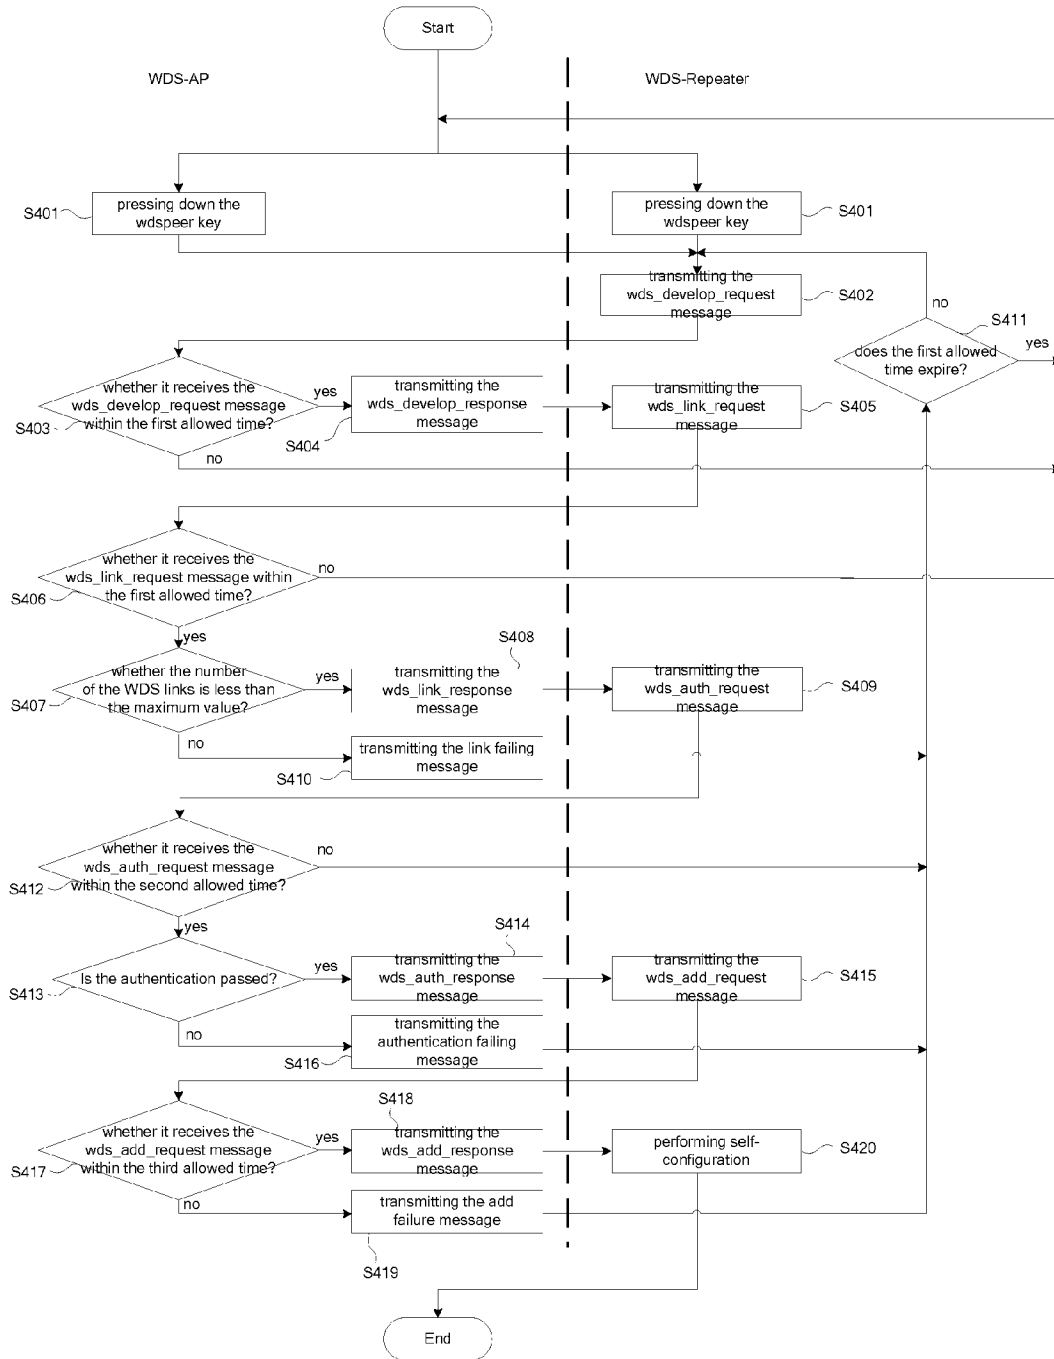 Start
WDS-AP
WDS-Repeater
S401
pressing down the
wdspeer key
pressing down the
wdspeer key
S401
transmitting the
wds_develop_request
message
S402
no
S411
does the first allowed
time expire?
yes
whether it receives the
wds_develop_request message
within the first allowed time?
S403
yes
transmitting the
wds_develop_response
message
S404
transmitting the
wds_link_request
message
S405
no
whether it receives the
wds_link_request message within
the first allowed time?
S406
no
yes
whether the number
of the WDS links is less than
the maximum value?
S407
yes
S408
transmitting the
wds_link_response
message
transmitting the
wds_auth_request
message
S409
no
transmitting the link failing
message
S410
whether it receives the
wds_auth_request message
within the second allowed time?
S412
no
yes
Is the authentication passed?
S413
yes
S414
transmitting the
wds_auth_response
message
transmitting the
wds_add_request
message
S415
no
transmitting the
authentication failing
message
S416
whether it receives the
wds_add_request message
within the third allowed time?
S417
yes
S418
transmitting the
wds_add_response
message
performing self-
configuration
S420
no
transmitting the add
failure message
S419
End